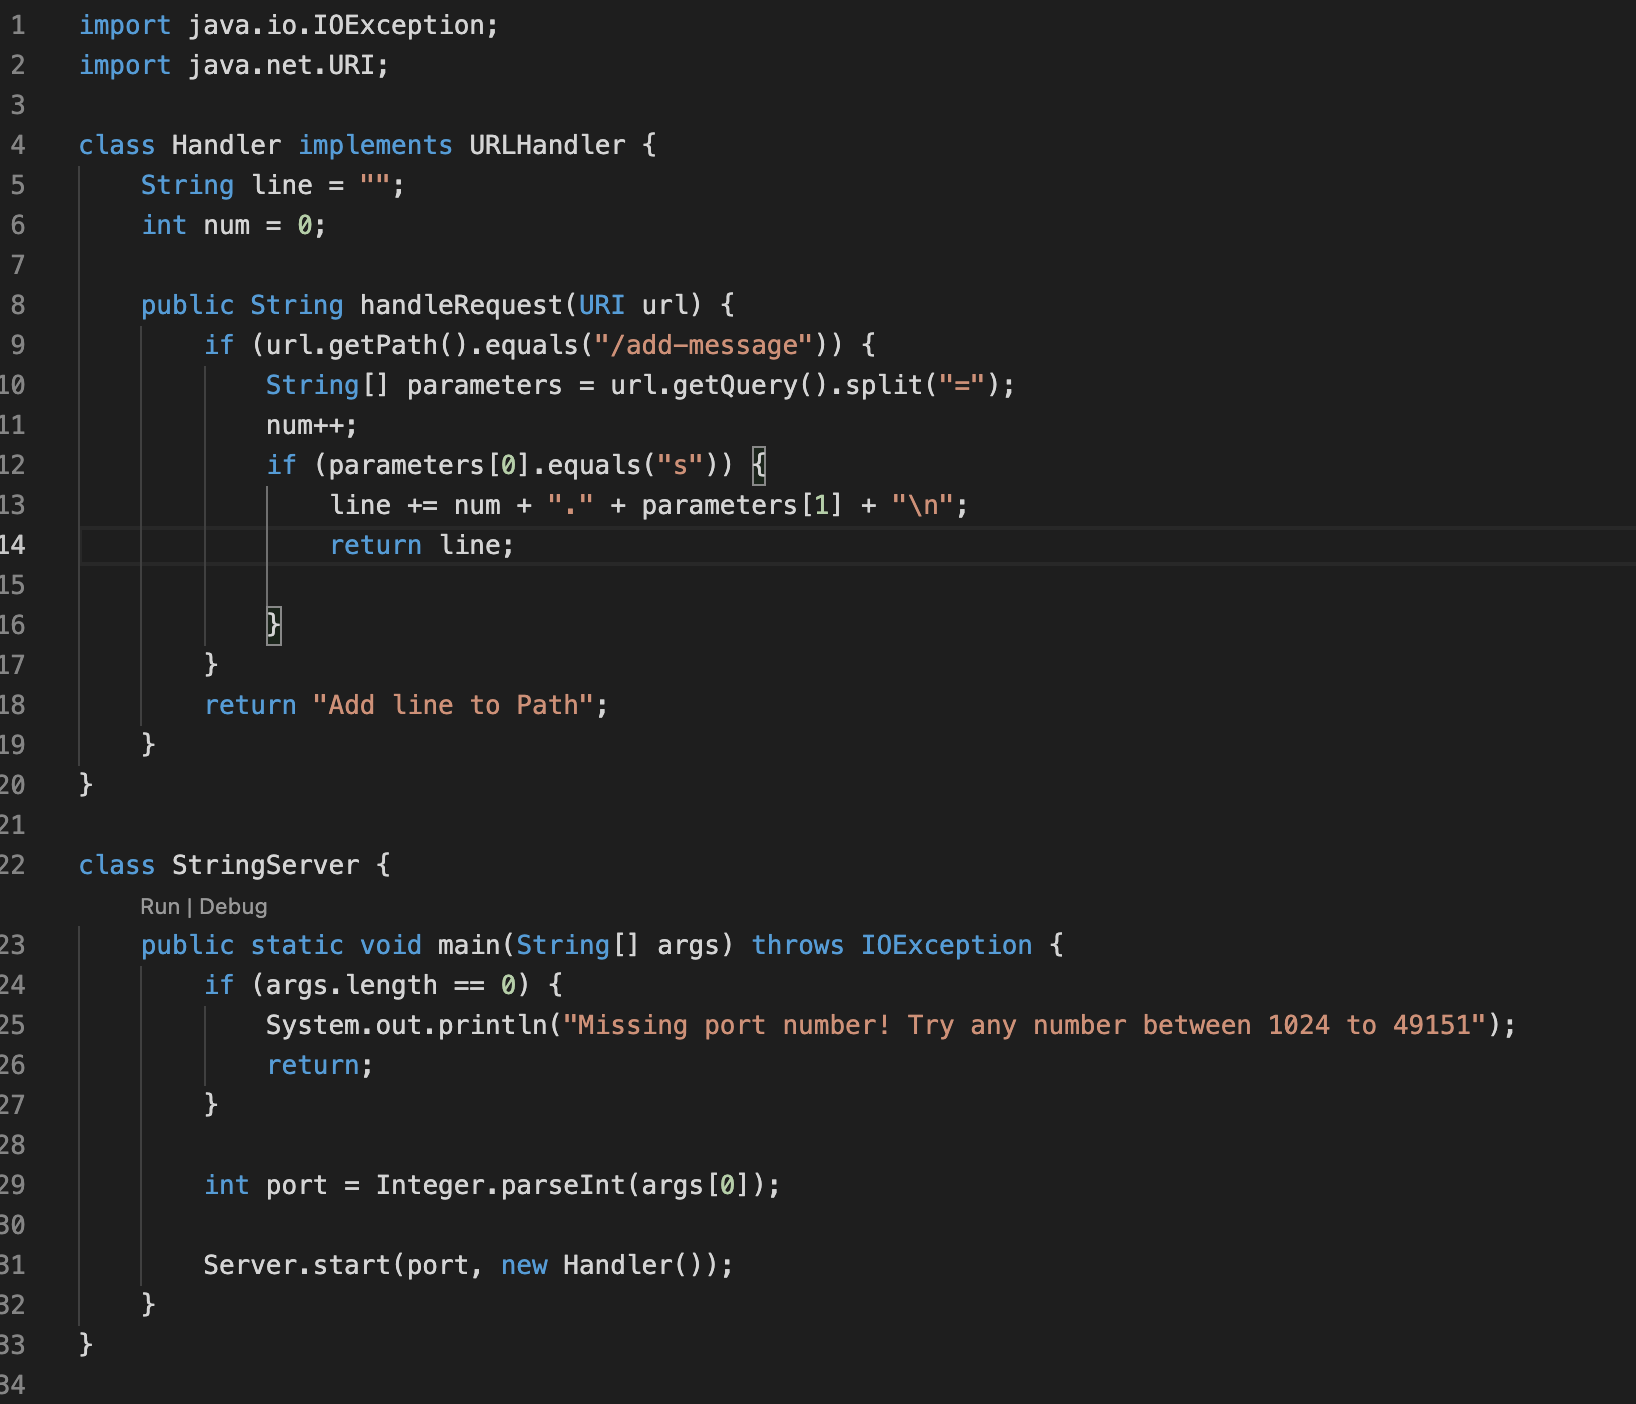 1 import java.io.IOException;
2 import java.net.URI;
3
4 class Handler implements URLHandler {
5     String line = "";
6     int num = 0;
7
8     public String handleRequest(URI url) {
9         if (url.getPath().equals("/add-message")) {
10             String[] parameters = url.getQuery().split("=");
11             num++;
12             if (parameters[0].equals("s")) {
13                 line += num + "." + parameters[1] + "\n";
14                 return line;
15
16             }
17         }
18         return "Add line to Path";
19     }
20 }
21
22 class StringServer {
Run | Debug
23     public static void main(String[] args) throws IOException {
24         if (args.length == 0) {
25             System.out.println("Missing port number! Try any number between 1024 to 49151");
26             return;
27         }
28
29         int port = Integer.parseInt(args[0]);
30
31         Server.start(port, new Handler());
32     }
33 }
34